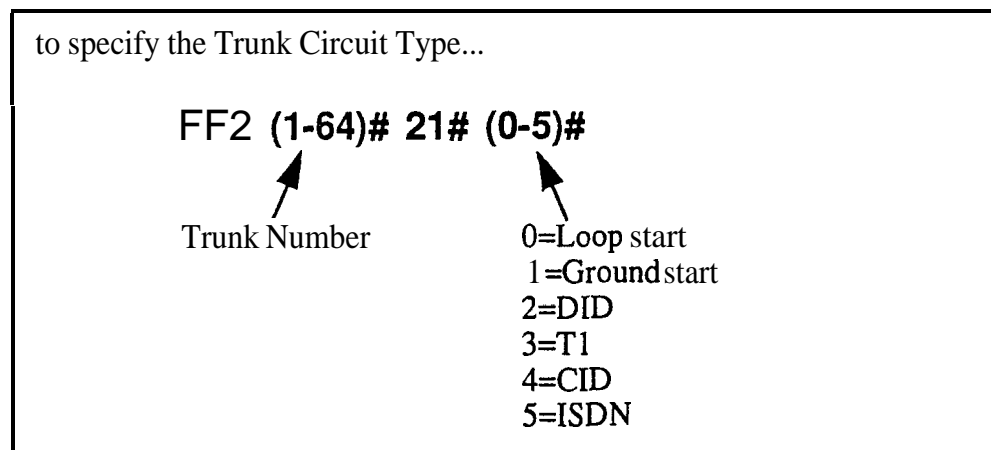 to specify the Trunk Circuit Type...
FF2 (1-64)# 21# (0-5)#
Trunk Number
0=Loop start
1=Ground start
2=DID
3=T1
4=CID
5=ISDN